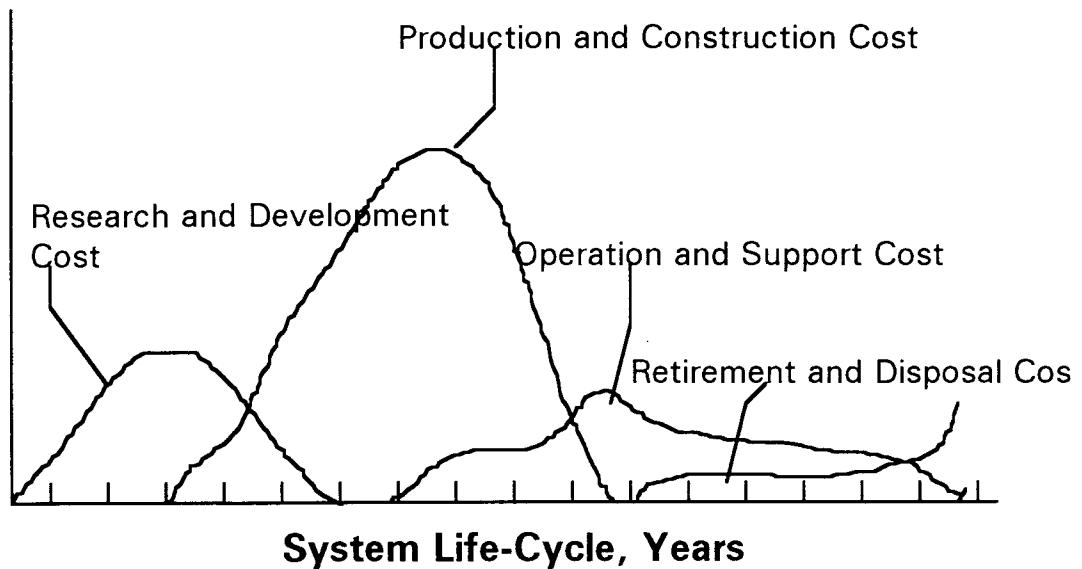 Production and Construction Cost
Research and Development
Cost
Operation and Support Cost
Retirement and Disposal Cos
System Life-Cycle, Years